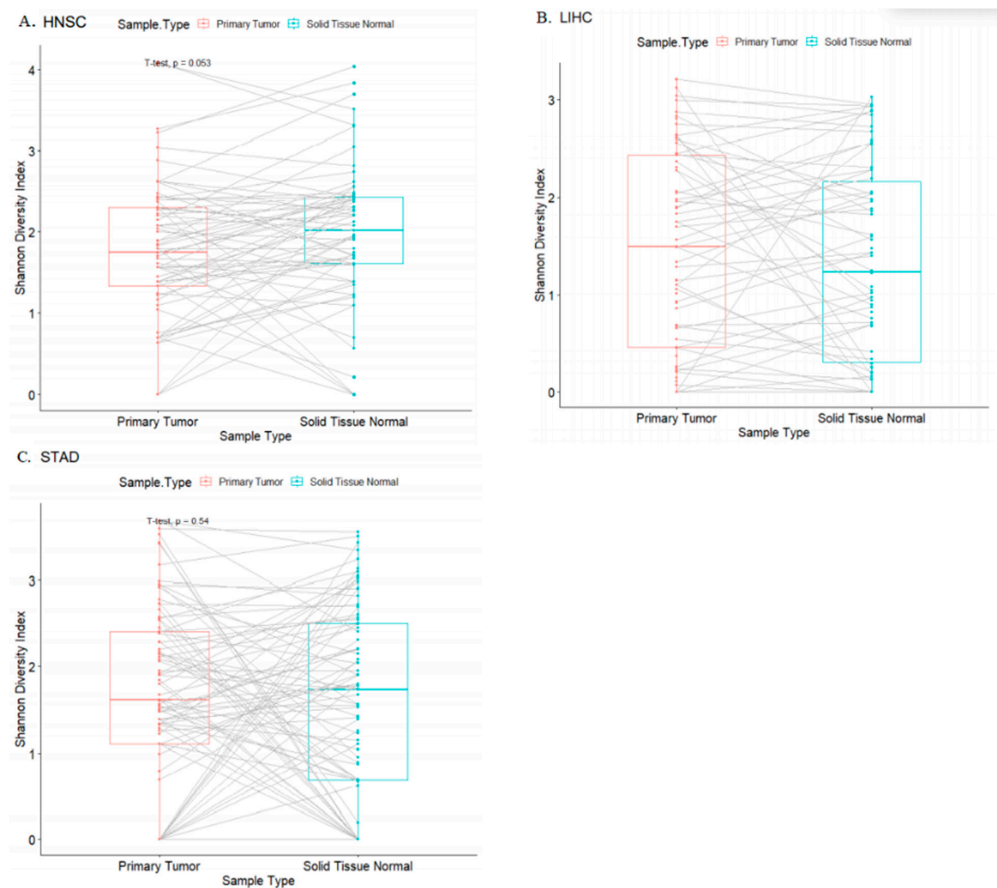 A. HNSC
Sample.Type Primary Tumor Solid Tissue Normal
T-test, p = 0.053
4
3
2
1
0
Shannon Diversity Index
Primary Tumor Solid Tissue Normal
Sample Type
B. LIHC
Sample.Type Primary Tumor Solid Tissue Normal
3
2
1
0
Shannon Diversity Index
Primary Tumor Solid Tissue Normal
Sample Type
C. STAD
Sample.Type Primary Tumor Solid Tissue Normal
T-test, p = 0.54
3
2
1
0
Shannon Diversity Index
Primary Tumor Solid Tissue Normal
Sample Type